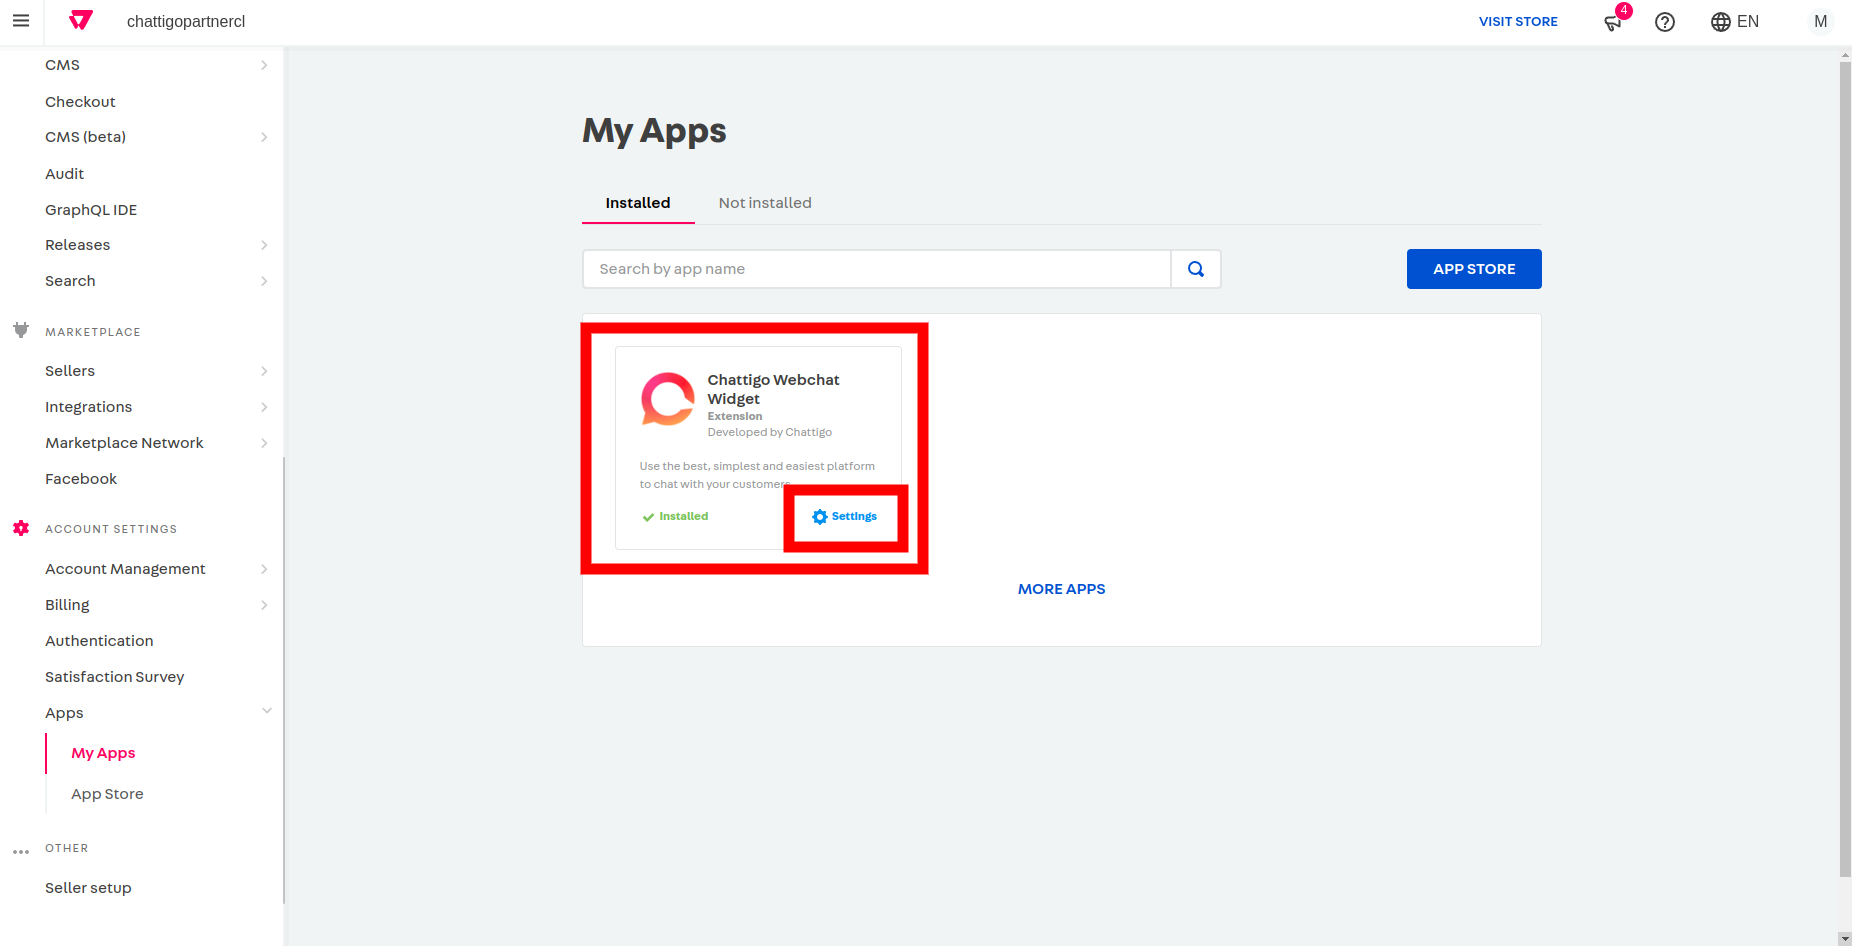 chattigopartnercl
VISIT STORE
4
EN
M
CMS
Checkout
CMS (beta)
Audit
GraphQL IDE
Releases
Search
MARKETPLACE
Sellers
Integrations
Marketplace Network
Facebook
ACCOUNT SETTINGS
Account Management
Billing
Authentication
Satisfaction Survey
Apps
My Apps
App Store
OTHER
Seller setup
My Apps
Installed
Not installed
Search by app name
APP STORE
Chattigo Webchat
Widget
Extension
Developed by Chattigo
Use the best, simplest and easiest platform
to chat with your customers
Installed
Settings
MORE APPS